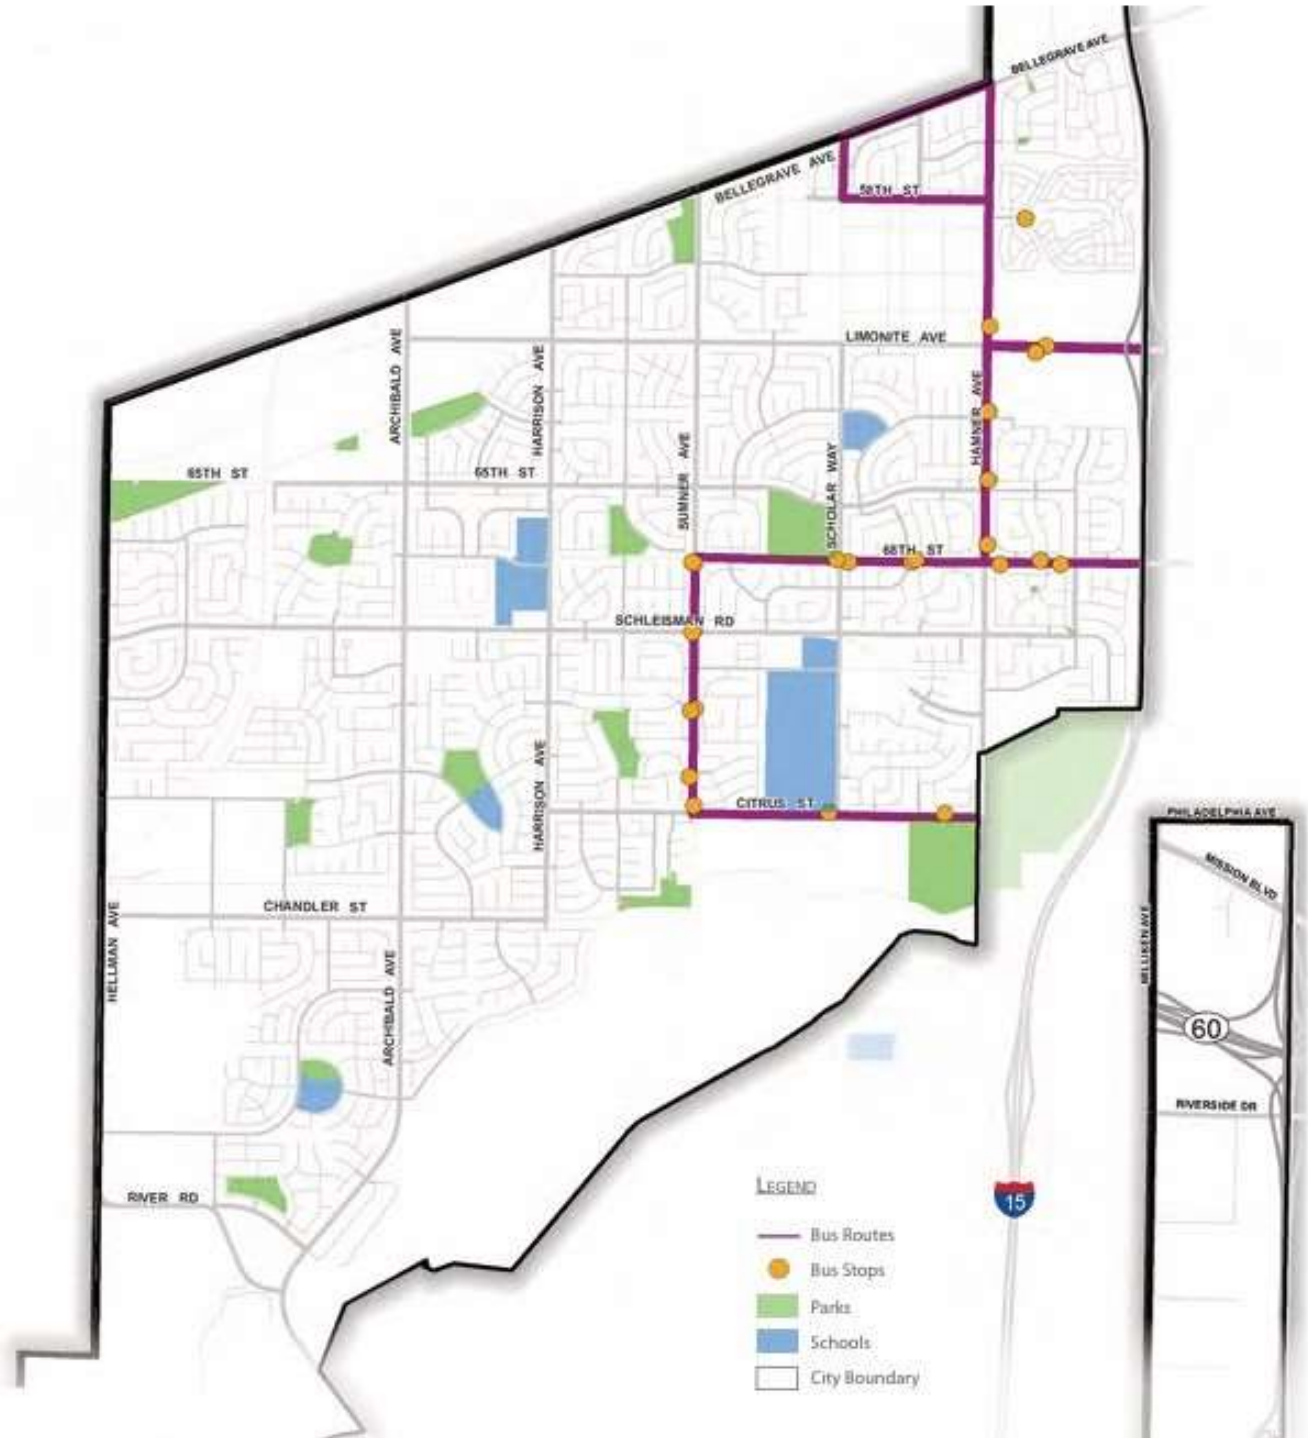 BELLEGRAVE AVE
BELLEGRAVE AVE
58TH ST
LIMONITE AVE
ARCHIBALD AVE
HARRISON AVE
HAMNER AVE
SUMNER AVE
SCHOLAR WAY
65TH ST
65TH ST
68TH ST
SCHLEISMAN RD
HARRISON AVE
CITRUS ST
PHILADELPHIA AVE
MISSION BLVD
CHANDLER ST
HELLMAN AVE
MILLIKEN AVE
ARCHIBALD AVE
60
RIVERSIDE DR
RIVER RD
15
LEGEND
Bus Routes
Bus Stops
Parks
Schools
City Boundary